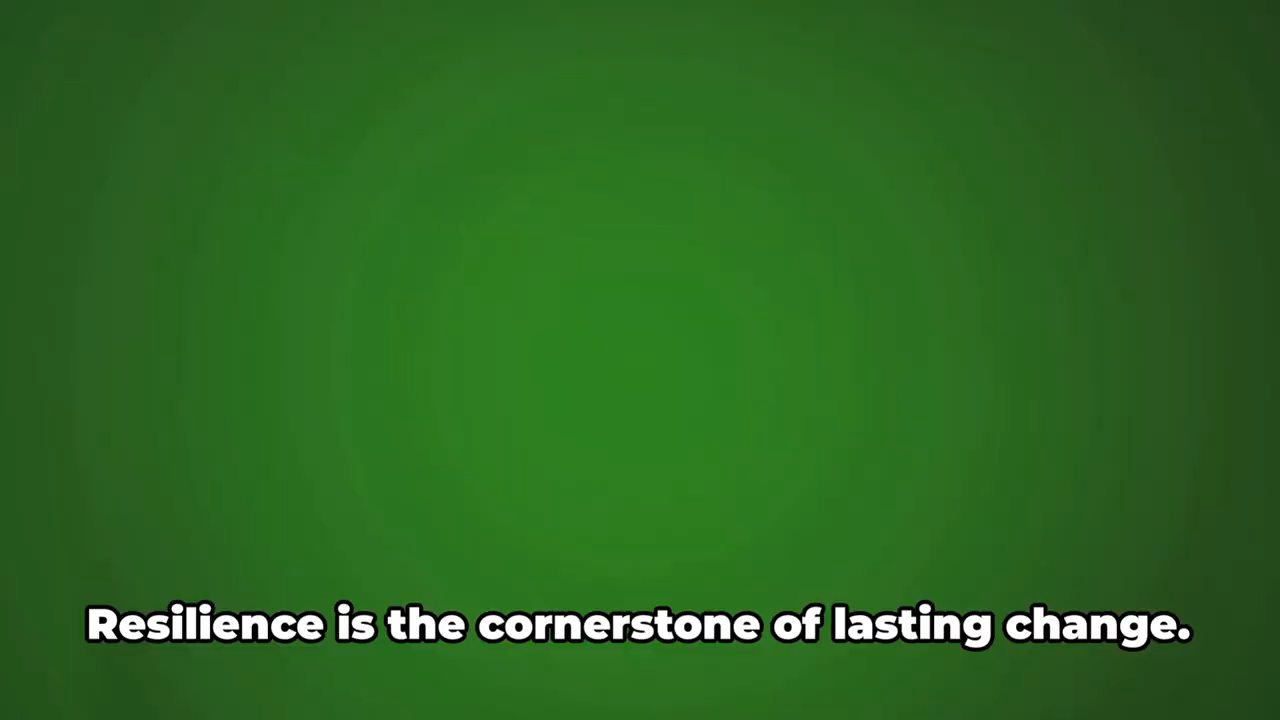 Resilience is the cornerstone of lasting change.